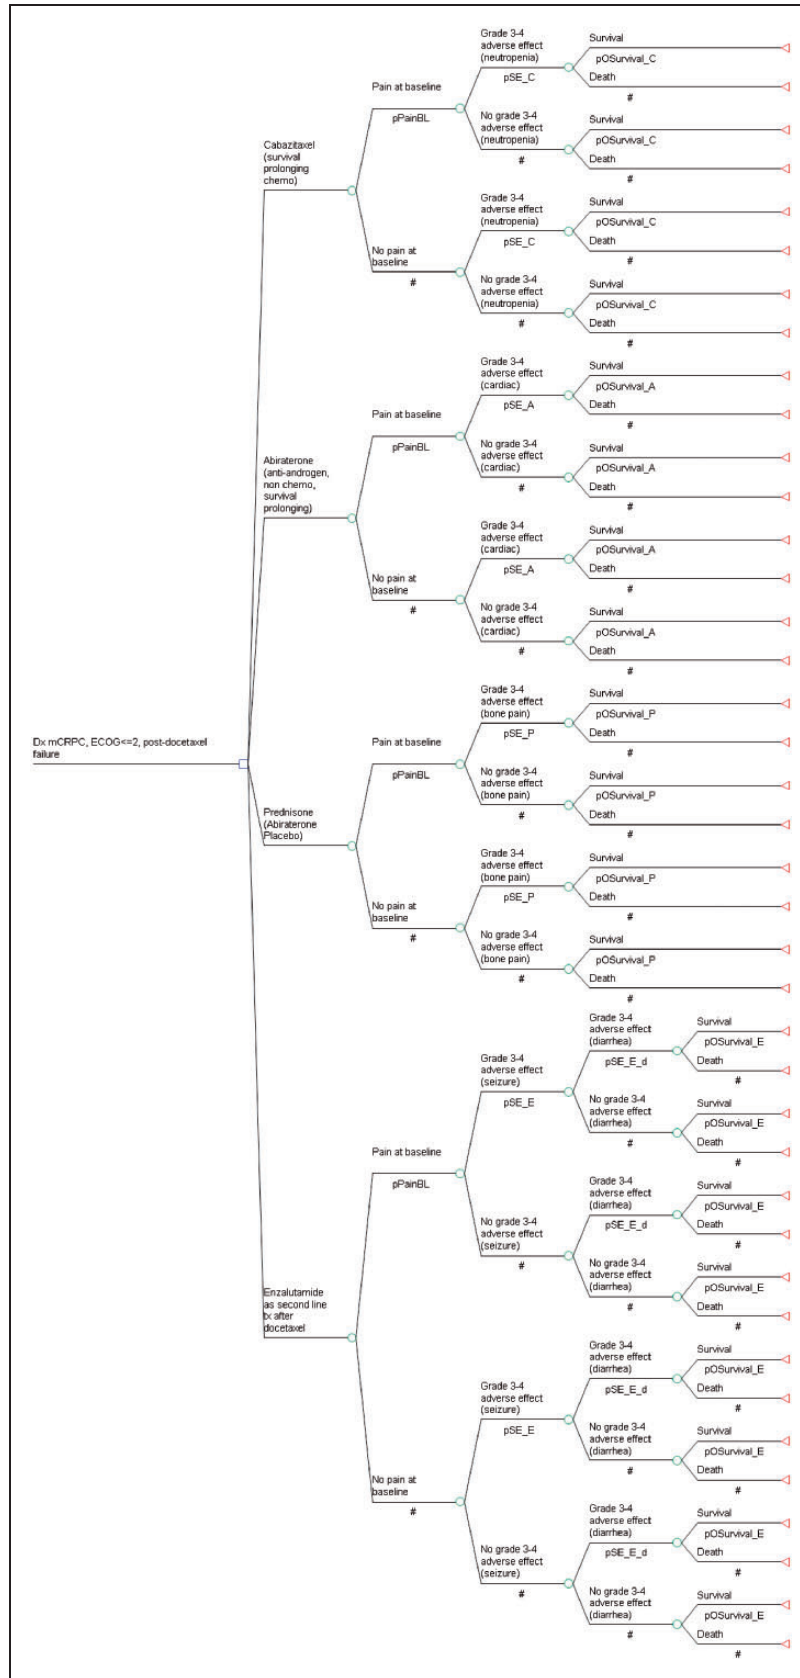 Dx mCRPC, ECOG<=2, post-docetaxel
failure
Cabazitaxel
(survival
prolonging
chemo)
Pain at baseline
pPainBL
Grade 3-4
adverse effect
(neutropenia)
pSE_C
Survival
pOSurvival_C
Death
#
No grade 3-4
adverse effect
(neutropenia)
#
Survival
pOSurvival_C
Death
#
No pain at
baseline
#
Grade 3-4
adverse effect
(neutropenia)
pSE_C
Survival
pOSurvival_C
Death
#
No grade 3-4
adverse effect
(neutropenia)
#
Survival
pOSurvival_C
Death
#
Abiraterone
(anti-androgen,
non chemo,
survival
prolonging)
Pain at baseline
pPainBL
Grade 3-4
adverse effect
(cardiac)
pSE_A
Survival
pOSurvival_A
Death
#
No grade 3-4
adverse effect
(cardiac)
#
Survival
pOSurvival_A
Death
#
No pain at
baseline
#
Grade 3-4
adverse effect
(cardiac)
pSE_A
Survival
pOSurvival_A
Death
#
No grade 3-4
adverse effect
(cardiac)
#
Survival
pOSurvival_A
Death
#
Prednisone
(Abiraterone
Placebo)
Pain at baseline
pPainBL
Grade 3-4
adverse effect
(bone pain)
pSE_P
Survival
pOSurvival_P
Death
#
No grade 3-4
adverse effect
(bone pain)
#
Survival
pOSurvival_P
Death
#
No pain at
baseline
#
Grade 3-4
adverse effect
(bone pain)
pSE_P
Survival
pOSurvival_P
Death
#
No grade 3-4
adverse effect
(bone pain)
#
Survival
pOSurvival_P
Death
#
Enzalutamide
as second line
tx after
docetaxel
Pain at baseline
pPainBL
Grade 3-4
adverse effect
(seizure)
pSE_E
Grade 3-4
adverse effect
(diarrhea)
pSE_E_d
Survival
pOSurvival_E
Death
#
No grade 3-4
adverse effect
(diarrhea)
#
Survival
pOSurvival_E
Death
#
No grade 3-4
adverse effect
(seizure)
#
Grade 3-4
adverse effect
(diarrhea)
pSE_E_d
Survival
pOSurvival_E
Death
#
No grade 3-4
adverse effect
(diarrhea)
#
Survival
pOSurvival_E
Death
#
No pain at
baseline
#
Grade 3-4
adverse effect
(seizure)
pSE_E
Grade 3-4
adverse effect
(diarrhea)
pSE_E_d
Survival
pOSurvival_E
Death
#
No grade 3-4
adverse effect
(diarrhea)
#
Survival
pOSurvival_E
Death
#
No grade 3-4
adverse effect
(seizure)
#
Grade 3-4
adverse effect
(diarrhea)
pSE_E_d
Survival
pOSurvival_E
Death
#
No grade 3-4
adverse effect
(diarrhea)
#
Survival
pOSurvival_E
Death
#